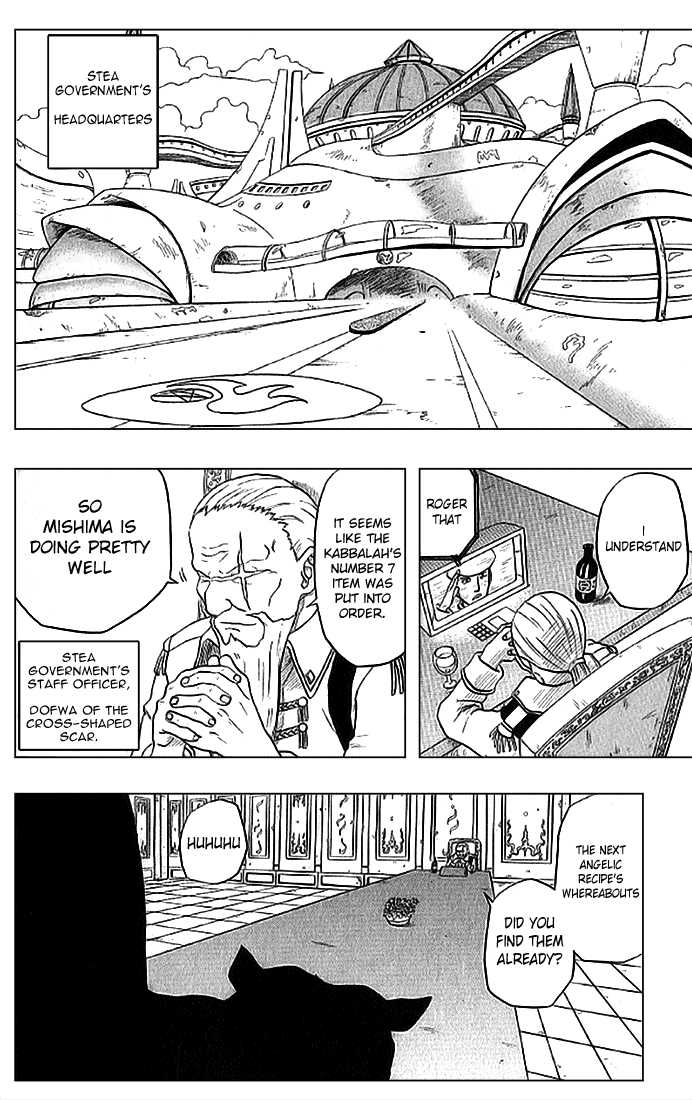 STEA
GOVERNMENT'S
HEADQUARTERS
I
UNDERSTAND
ROGER
THAT
IT SEEMS
LIKE THE
KABBALAH'S
NUMBER 7
ITEM WAS
PUT INTO
ORDER.
SO
MISHIMA IS
DOING PRETTY
WELL
STEA
GOVERNMENT'S
STAFF OFFICER,
DOFWA OF THE
CROSS-SHAPED
SCAR.
THE NEXT
ANGELIC
RECIPE'S
WHEREABOUTS
DID YOU
FIND THEM
ALREADY?
HUHUHU